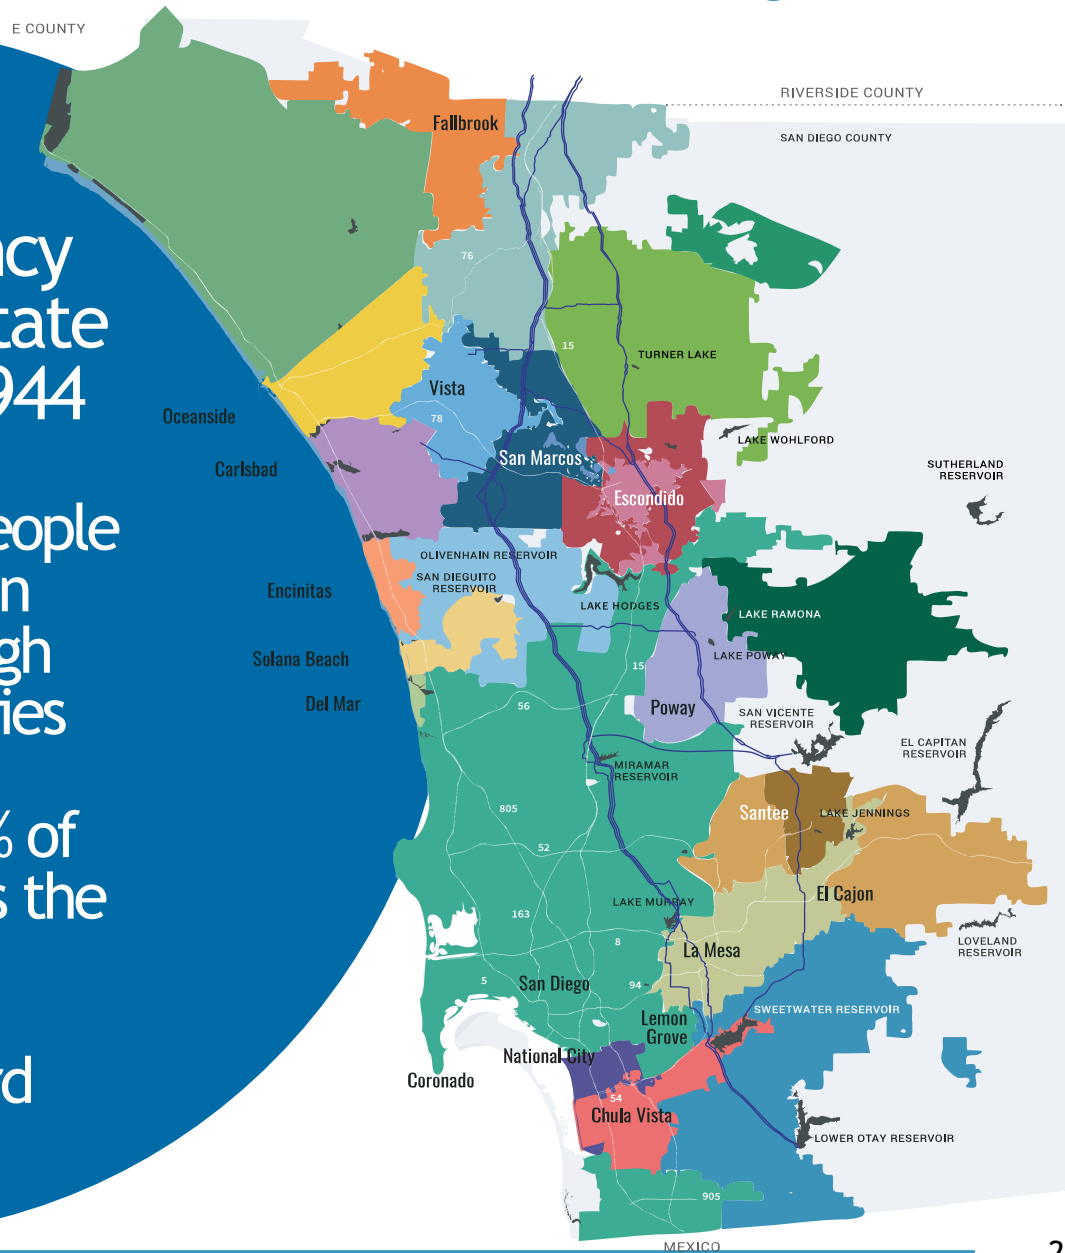 E COUNTY
RIVERSIDE COUNTY
SAN DIEGO COUNTY
Fallbrook
76
15
TURNER LAKE
Vista
78
Oceanside
LAKE WOHLFORD
San Marcos
Carlsbad
SUTHERLAND
RESERVOIR
Escondido
OLIVENHAIN RESERVOIR
SAN DIEGUITO
RESERVOIR
Encinitas
LAKE HODGES
LAKE RAMONA
Solana Beach
LAKE POWAY
15
Del Mar
56
Poway
SAN VICENTE
RESERVOIR
EL CAPITAN
RESERVOIR
MIRAMAR
RESERVOIR
805
Santee
LAKE JENNINGS
52
El Cajon
LAKE MURRAY
163
8
La Mesa
LOVELAND
RESERVOIR
5
San Diego
94
SWEETWATER RESERVOIR
Lemon
Grove
National City
Coronado
54
Chula Vista
LOWER OTAY RESERVOIR
905
MEXICO
ncy
tate
944
eople
n
gh
ies
% of
s the
rd
2